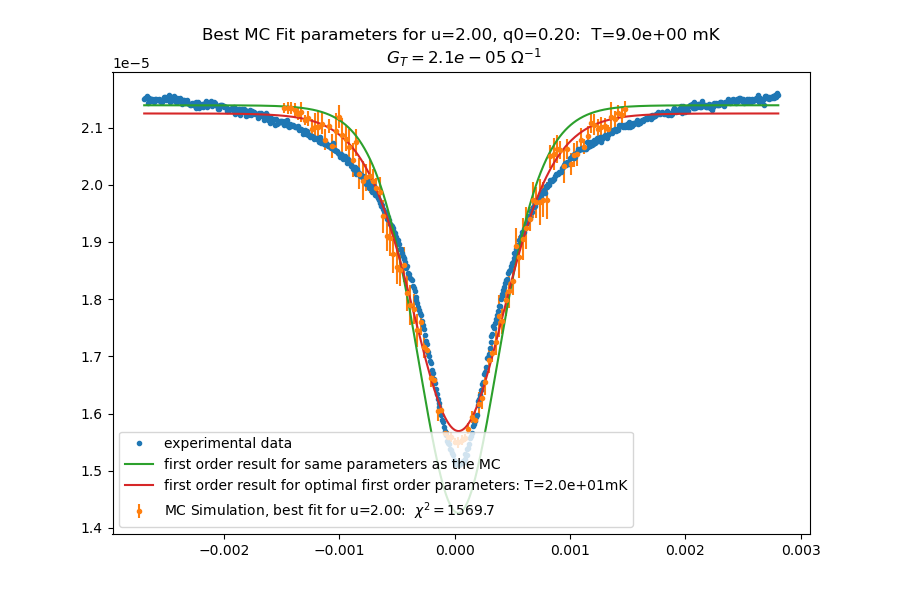 Best MC Fit parameters for u=2.00, q0=0.20:  T=9.0e+00 mK
$G_T = 2.1e-05\ \Omega^{-1}$
1e−5
2.1
2.0
1.9
1.8
1.7
1.6
1.5
1.4
experimental data
first order result for same parameters as the MC
first order result for optimal first order parameters: T=2.0e+01mK
MC Simulation, best fit for u=2.00:  $\chi^2 = 1569.7$
−0.002 −0.001 0.000 0.001 0.002 0.003